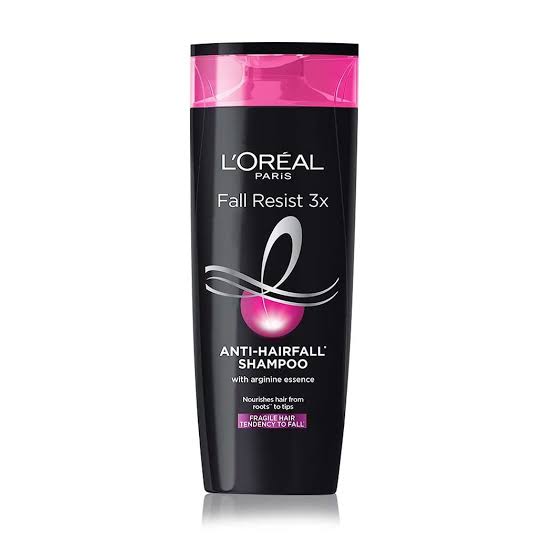 L'ORÉAL
PARIS
Fall Resist 3x
ANTI-HAIRFALL*
SHAMPOO
with arginine essence
Nourishes hair from
roots~ to tips
FRAGILE HAIR
TENDENCY TO FALL*